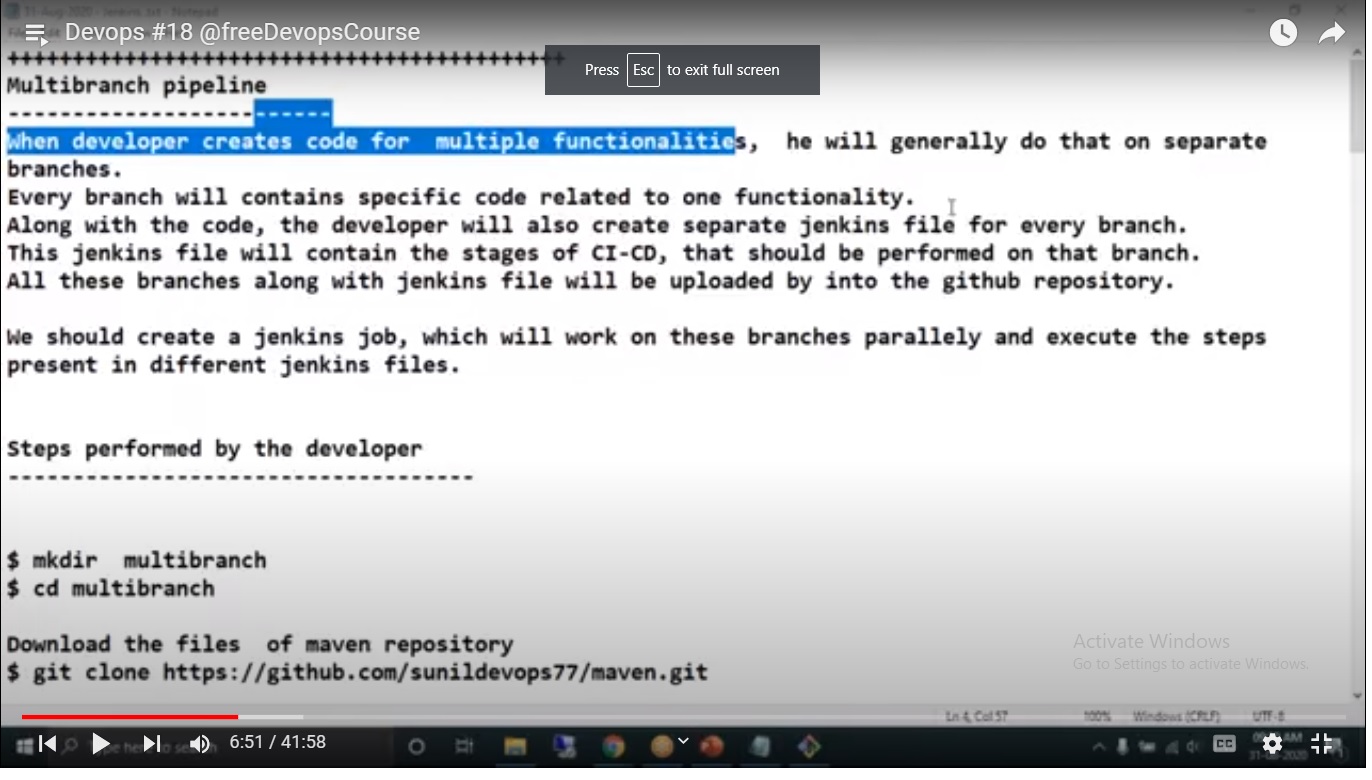 11-Aug-2020 - Jenkins .txt - Notepad
Devops #18 @freeDevopsCourse
++++++++++++++++++++++++++++++++++++++++++++
Press Esc to exit full screen
Multibranch pipeline
-------------------------
When developer creates code for  multiple functionalities,  he will generally do that on separate
branches.
Every branch will contains specific code related to one functionality.
Along with the code, the developer will also create separate jenkins file for every branch.
This jenkins file will contain the stages of CI-CD, that should be performed on that branch.
All these branches along with jenkins file will be uploaded by into the github repository.
We should create a jenkins job, which will work on these branches parallely and execute the steps
present in different jenkins files.
Steps performed by the developer
------------------------------------
$ mkdir  multibranch
$ cd multibranch
Download the files  of maven repository
$ git clone https://github.com/sunildevops77/maven.git
Activate Windows
Go to Settings to activate Windows.
Ln 4, Col 57
100%
Windows (CRLF)
UTF-8
6:51 / 41:58
CC